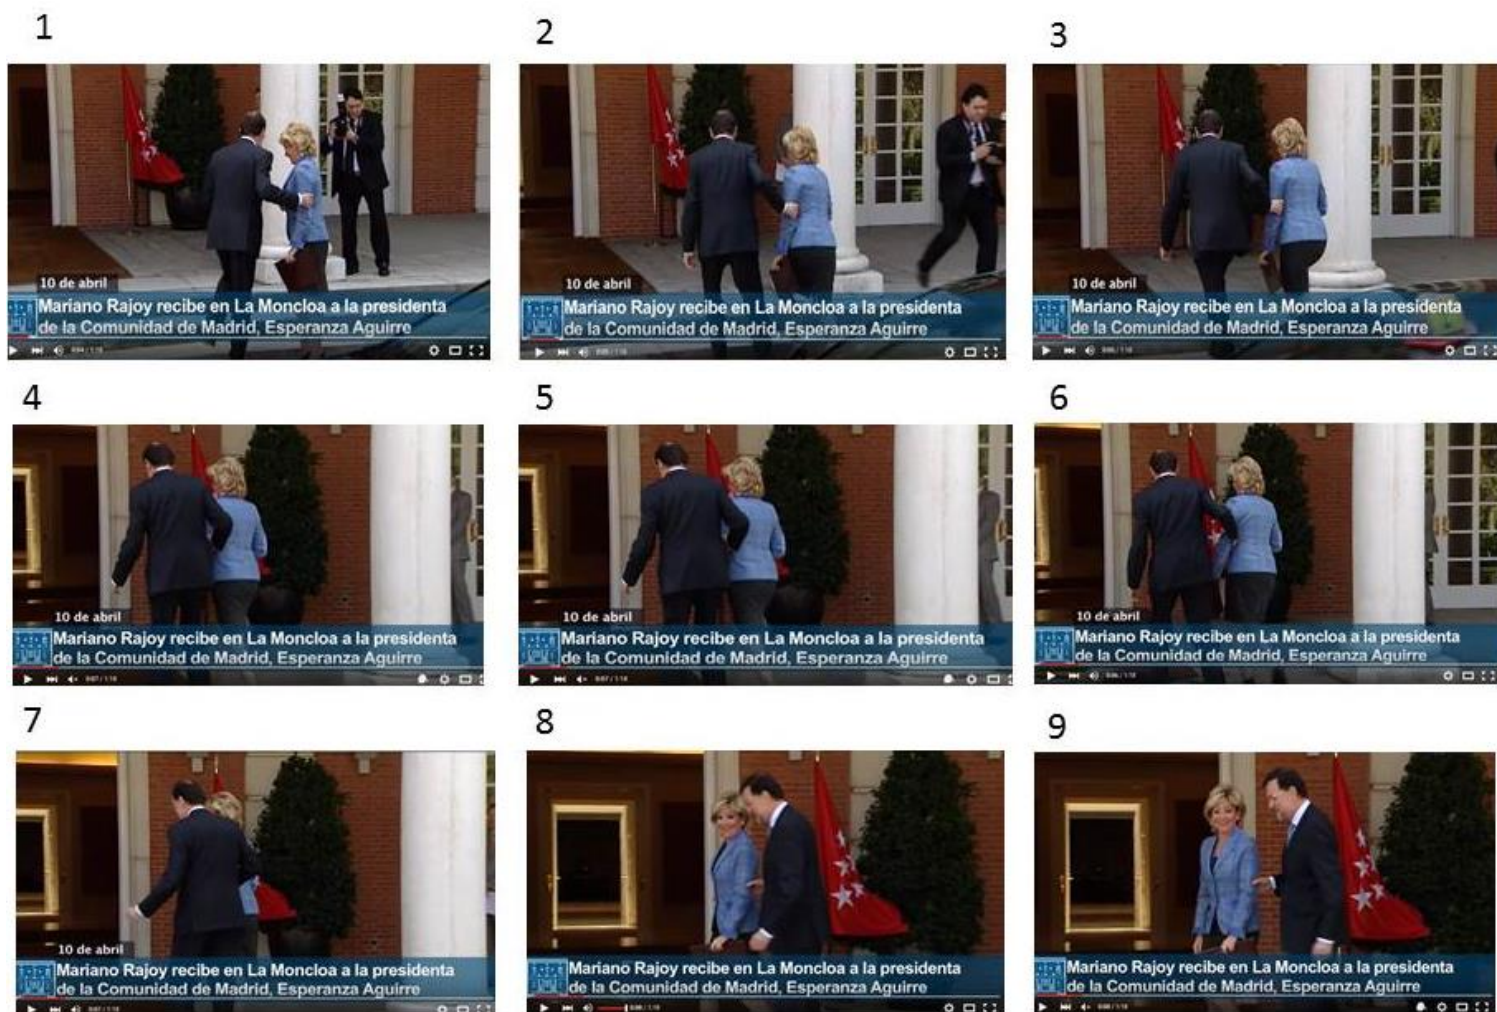 1
2
3
10 de abril
Mariano Rajoy recibe en La Moncloa a la presidenta
de la Comunidad de Madrid, Esperanza Aguirre
10 de abril
Mariano Rajoy recibe en La Moncloa a la presidenta
de la Comunidad de Madrid, Esperanza Aguirre
10 de abril
Mariano Rajoy recibe en La Moncloa a la presidenta
de la Comunidad de Madrid, Esperanza Aguirre
4
5
6
10 de abril
Mariano Rajoy recibe en La Moncloa a la presidenta
de la Comunidad de Madrid, Esperanza Aguirre
10 de abril
Mariano Rajoy recibe en La Moncloa a la presidenta
de la Comunidad de Madrid, Esperanza Aguirre
10 de abril
Mariano Rajoy recibe en La Moncloa a la presidenta
de la Comunidad de Madrid, Esperanza Aguirre
7
8
9
10 de abril
Mariano Rajoy recibe en La Moncloa a la presidenta
de la Comunidad de Madrid, Esperanza Aguirre
Mariano Rajoy recibe en La Moncloa a la presidenta
de la Comunidad de Madrid, Esperanza Aguirre
Mariano Rajoy recibe en La Moncloa a la presidenta
de la Comunidad de Madrid, Esperanza Aguirre